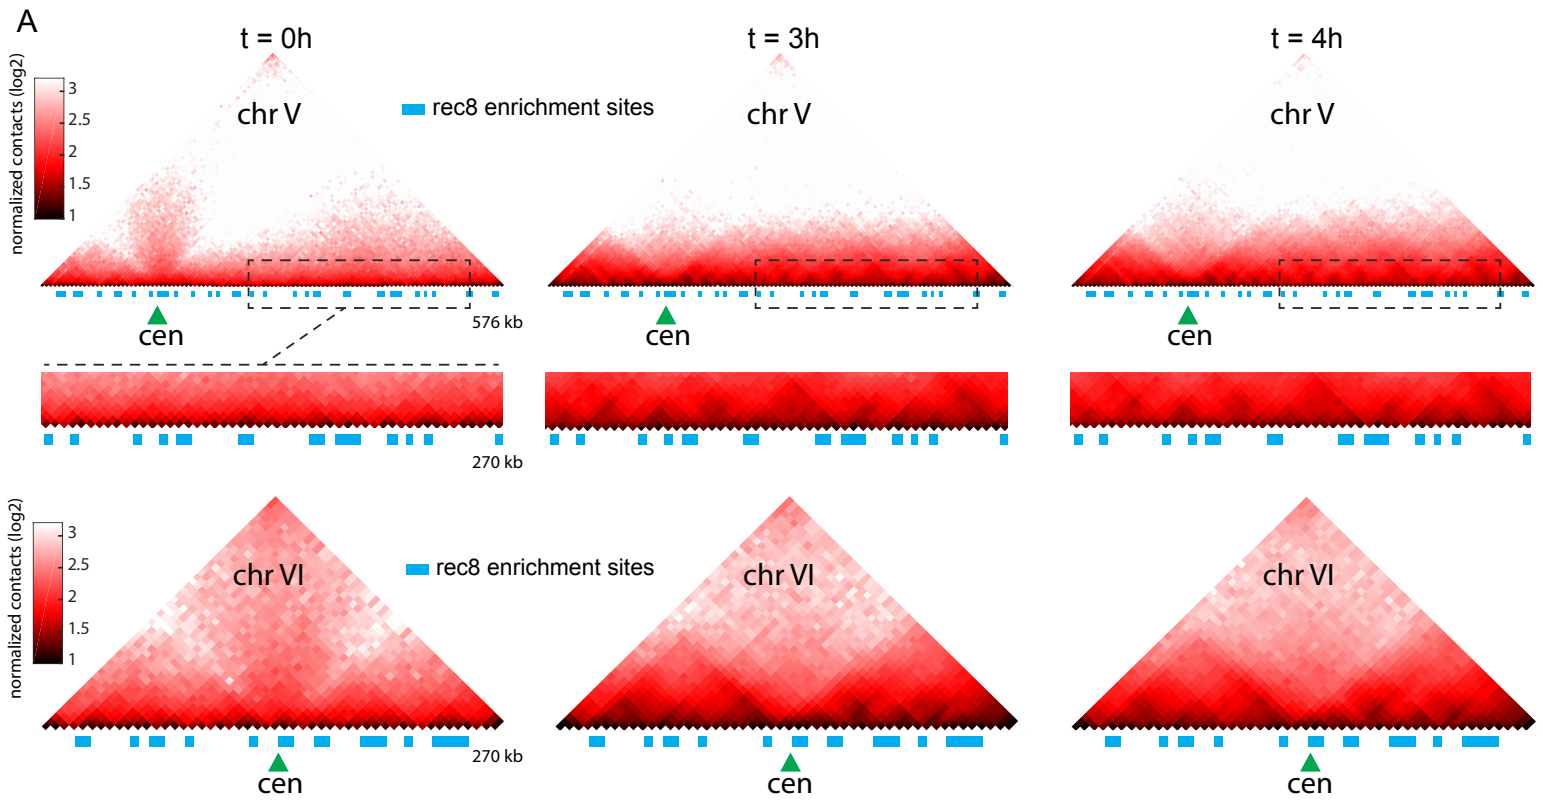 A
t = 0h
t = 3h
t = 4h
normalized contacts (log2)
3
2.5
2
1.5
1
chr V
rec8 enrichment sites
chr V
chr V
cen
576 kb
cen
cen
270 kb
normalized contacts (log2)
3
2.5
2
1.5
1
chr VI
rec8 enrichment sites
chr VI
chr VI
cen
270 kb
cen
cen